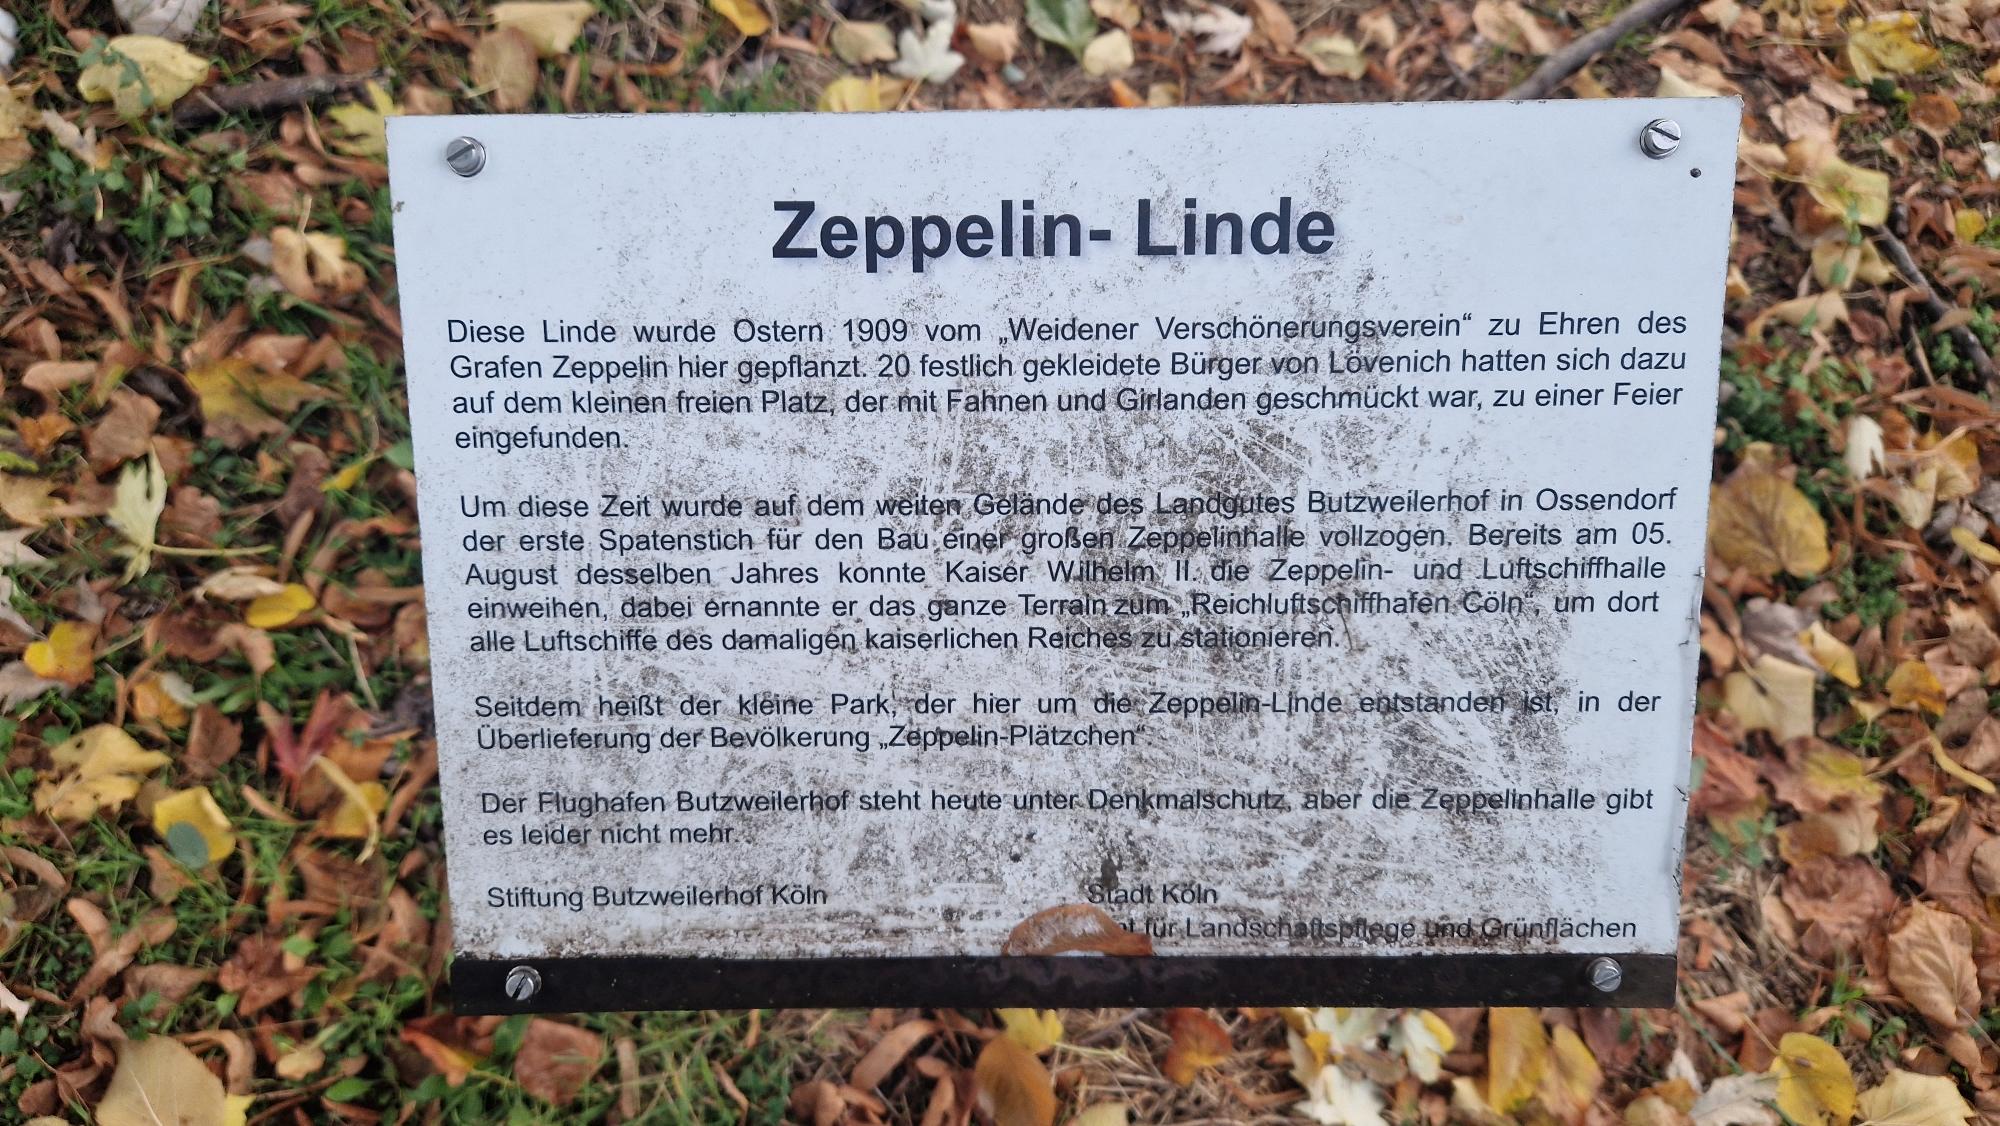 Zeppelin- Linde
Diese Linde wurde Ostern 1909 vom „Weidener Verschönerungsverein“ zu Ehren des
Grafen Zeppelin hier gepflanzt. 20 festlich gekleidete Bürger von Lövenich hatten sich dazu
auf dem kleinen freien Platz, der mit Fahnen und Girlanden geschmückt war, zu einer Feier
eingefunden.
Um diese Zeit wurde auf dem weiten Gelände des Landgutes Butzweilerhof in Ossendorf
der erste Spatenstich für den Bau einer großen Zeppelinhalle vollzogen. Bereits am 05.
August desselben Jahres konnte Kaiser Wilhelm II. die Zeppelin- und Luftschiffhalle
einweihen, dabei ernannte er das ganze Terrain zum „Reichluftschiffhafen Cöln“, um dort
alle Luftschiffe des damaligen kaiserlichen Reiches zu stationieren.
Seitdem heißt der kleine Park, der hier um die Zeppelin-Linde entstanden ist, in der
Überlieferung der Bevölkerung „Zeppelin-Plätzchen“.
Der Flughafen Butzweilerhof steht heute unter Denkmalschutz, aber die Zeppelinhalle gibt
es leider nicht mehr.
Stiftung Butzweilerhof Köln Stadt Köln
für Landschaftspflege und Grünflächen